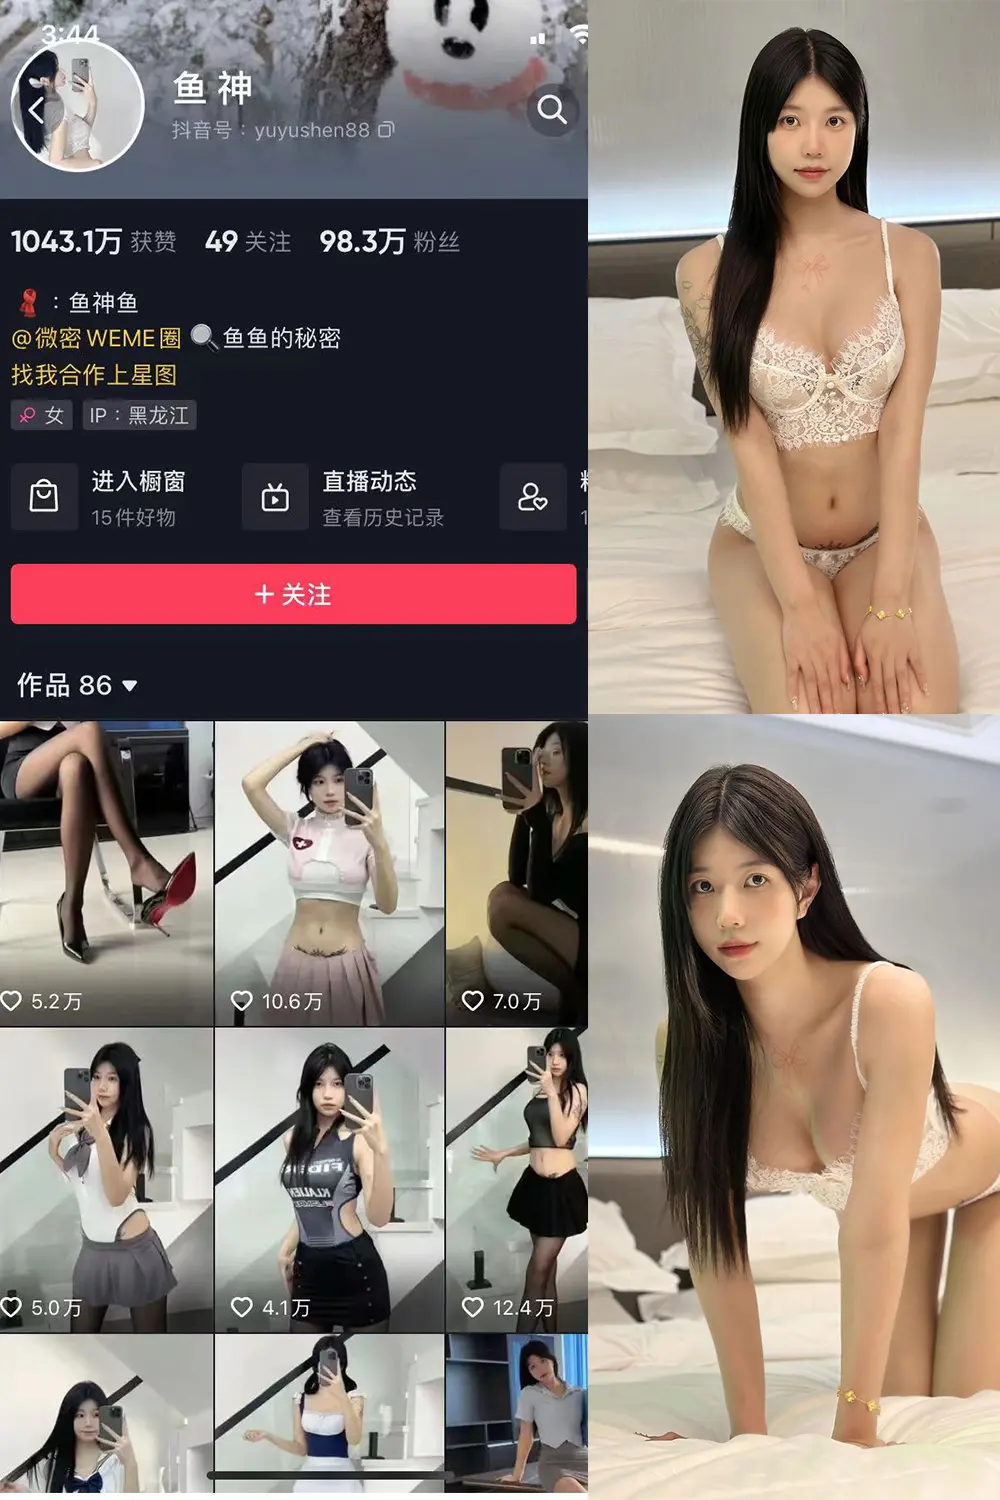 3:44
鱼 神
抖音号：yuyushen88
1043.1万 获赞 49 关注 98.3万 粉丝
：鱼神鱼
@微密 WEME圈 鱼鱼的秘密
找我合作上星图
女 IP：黑龙江
进入橱窗
15件好物
直播动态
查看历史记录
+ 关注
作品 86
5.2万
10.6万
7.0万
5.0万
4.1万
12.4万